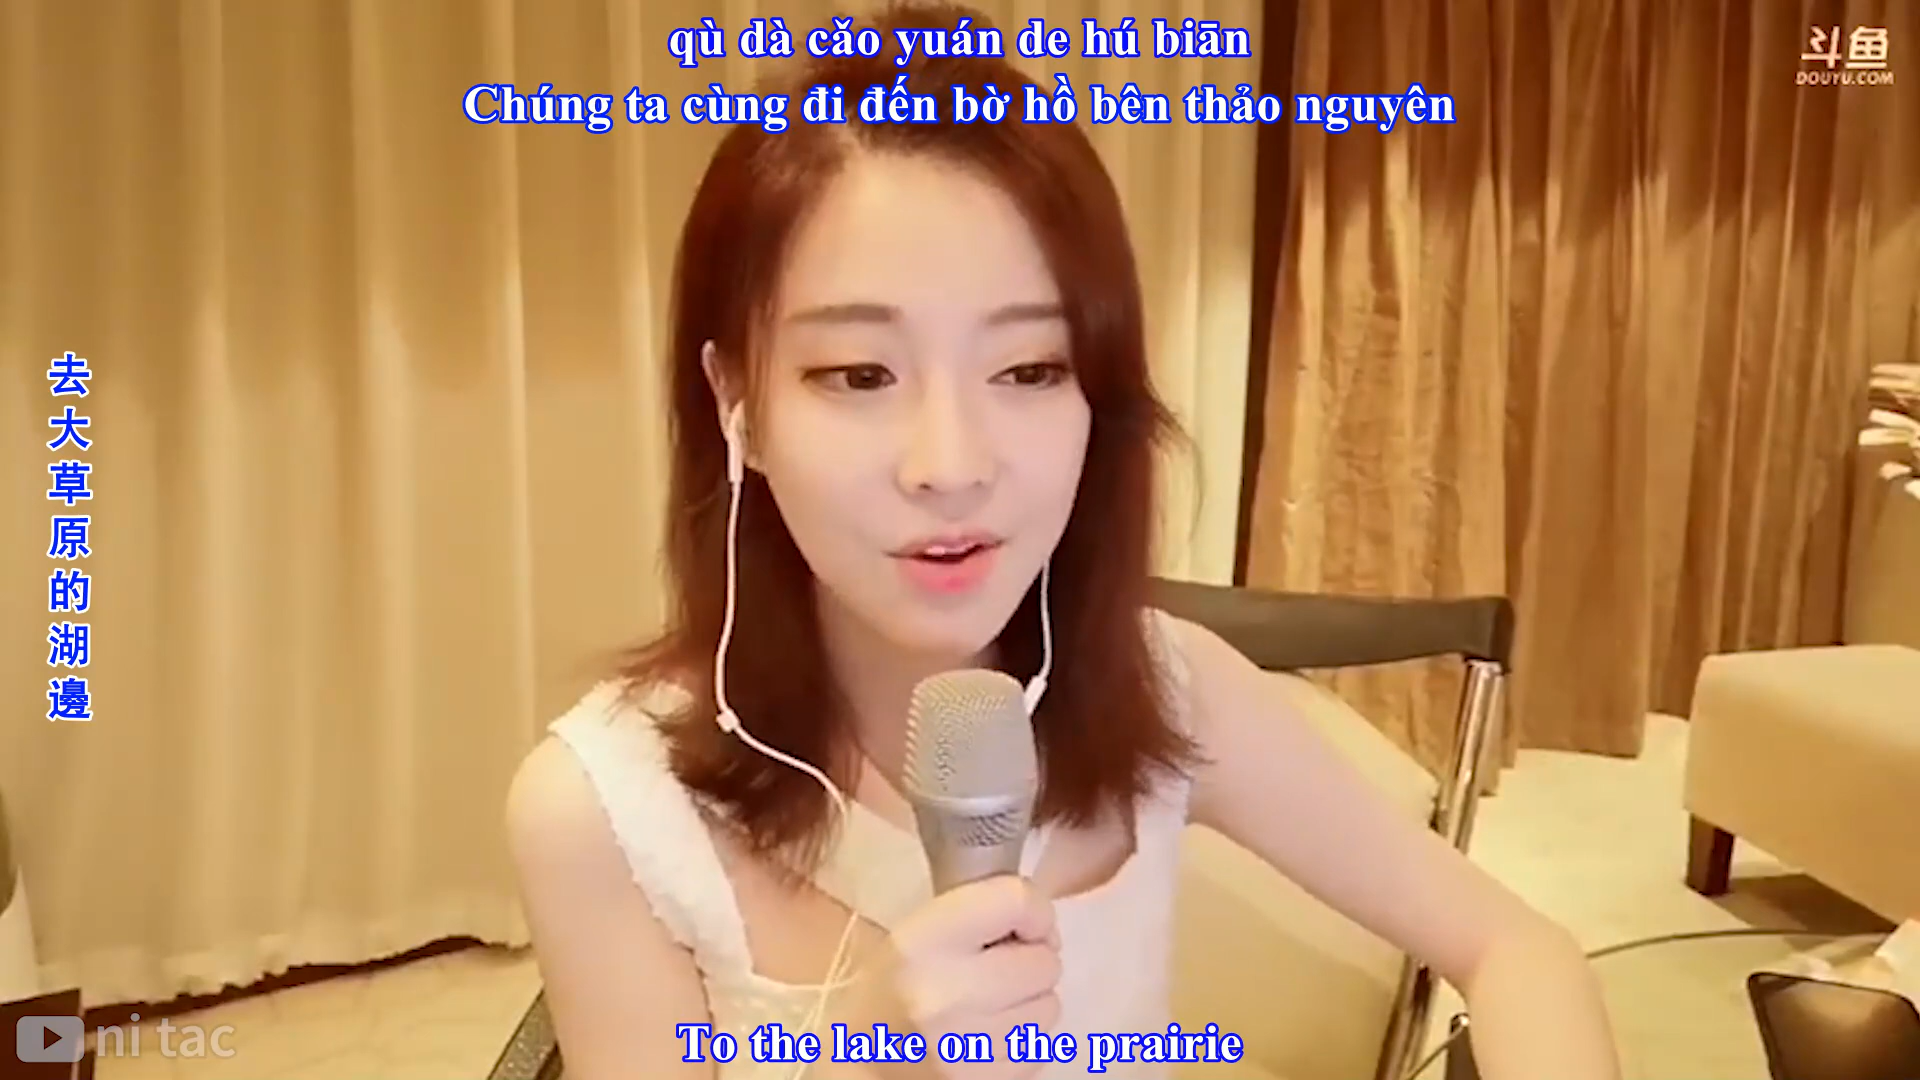 qù dà cǎo yuán de hú biān
Chúng ta cùng đi đến bờ hồ bên thảo nguyên
斗鱼
DOUYU.COM
去大草原的湖邊
ni tac
To the lake on the prairie